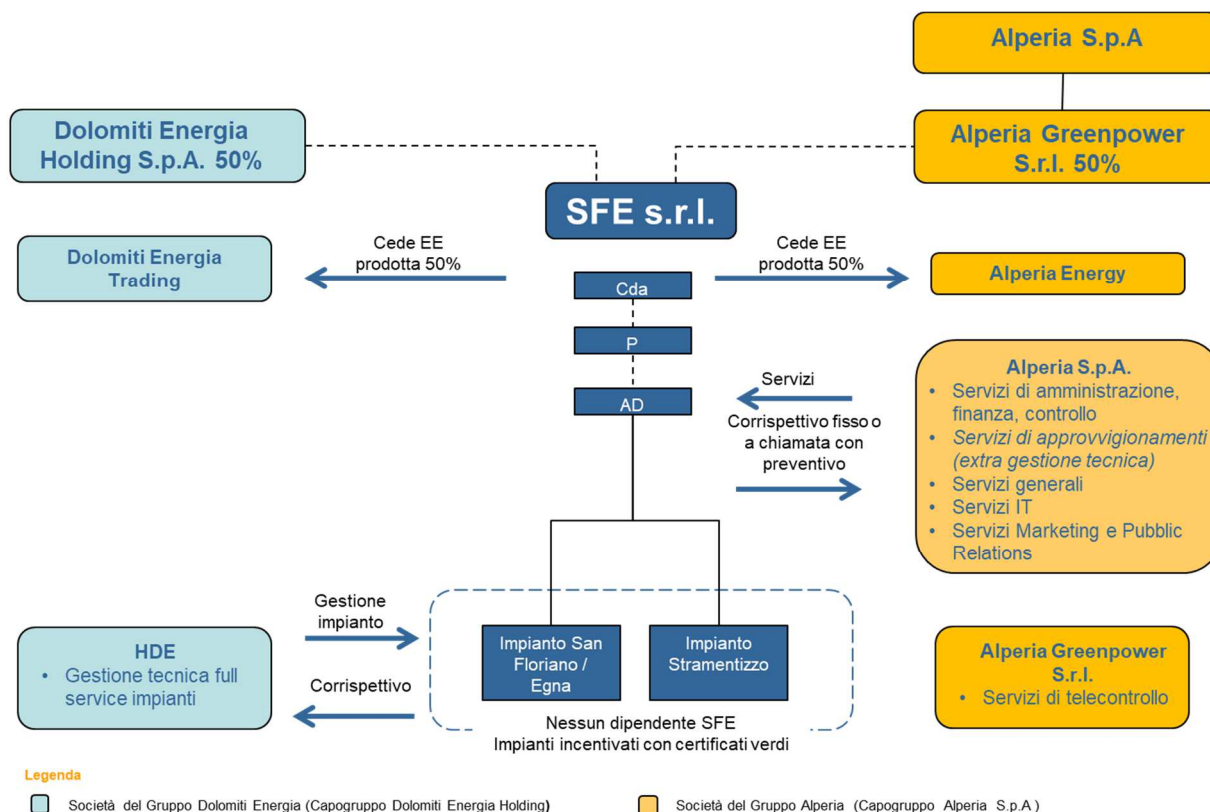 Alperia S.p.A
Dolomiti Energia
Holding S.p.A. 50%
Alperia Greenpower
S.r.l. 50%
SFE s.r.l.
Dolomiti Energia
Trading
Cede EE
prodotta 50%
Cede EE
prodotta 50%
Alperia Energy
Cda
P
AD
Servizi
Corrispettivo fisso o
a chiamata con
preventivo
Alperia S.p.A.
• Servizi di amministrazione,
finanza, controllo
• Servizi di approvvigionamenti
(extra gestione tecnica)
• Servizi generali
• Servizi IT
• Servizi Marketing e Pubblic
Relations
HDE
• Gestione tecnica full
service impianti
Gestione
impianto
Corrispettivo
Impianto San
Floriano /
Egna
Impianto
Stramentizzo
Nessun dipendente SFE
Impianti incentivati con certificati verdi
Alperia Greenpower
S.r.l.
• Servizi di telecontrollo
Legenda
Società del Gruppo Dolomiti Energia (Capogruppo Dolomiti Energia Holding)
Società del Gruppo Alperia (Capogruppo Alperia S.p.A )